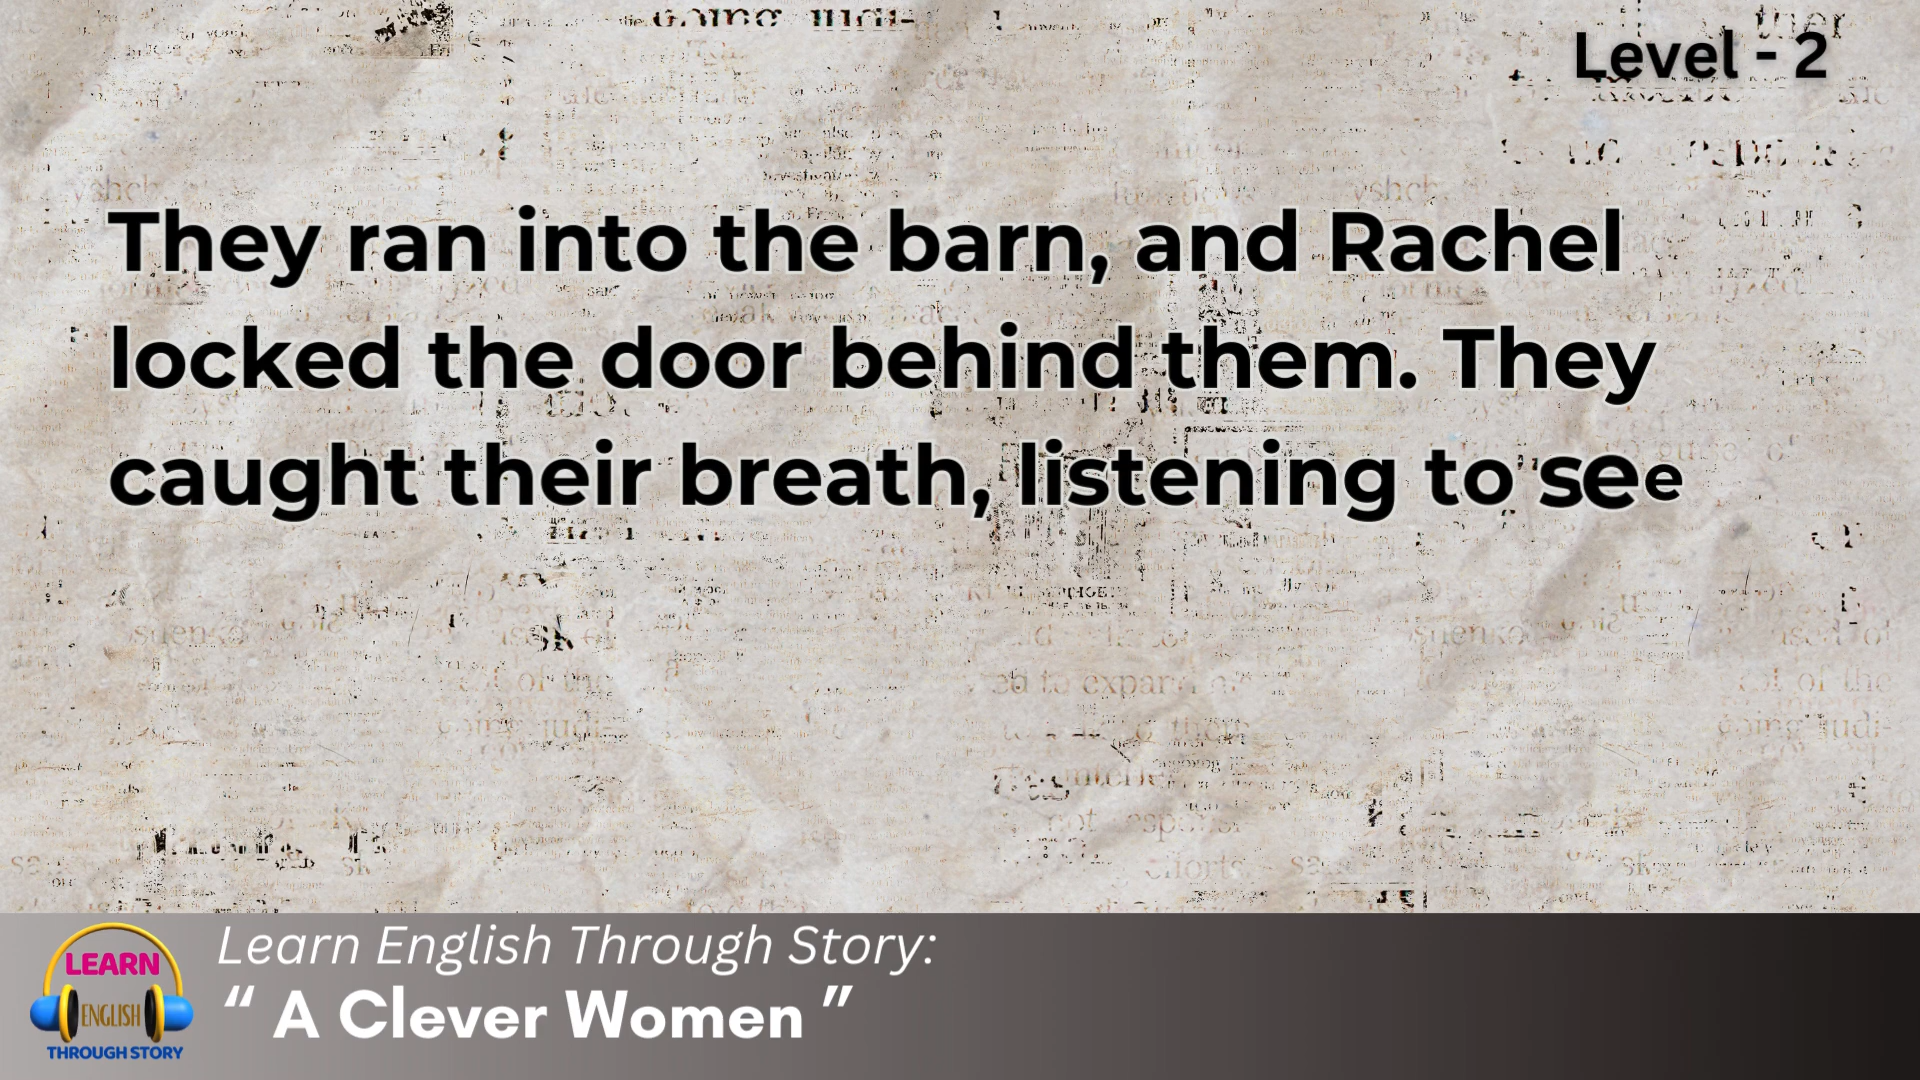 Level - 2
They ran into the barn, and Rachel
locked the door behind them. They
caught their breath, listening to see
LEARN
ENGLISH
THROUGH STORY
Learn English Through Story:
“ A Clever Women ”